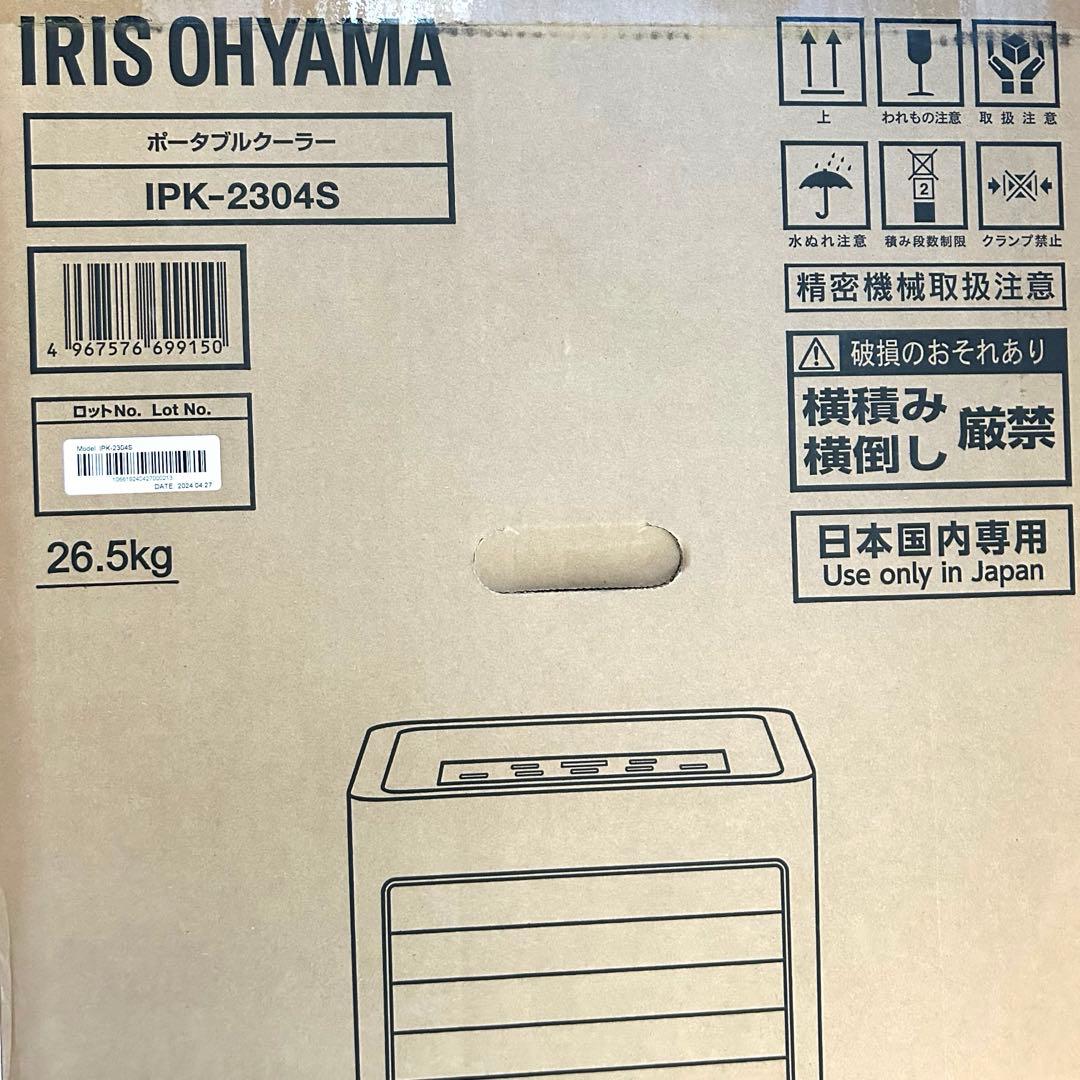 IRIS OHYAMA
ポータブルクーラー
IPK-2304S
4 967576 699150
ロットNo. Lot No.
Model IPK-2304S
106619240427000213
DATE 2024.04.27
26.5kg
上
われもの注意
取扱注意
2
水ぬれ注意
積み段数制限
クランプ禁止
精密機械取扱注意
破損のおそれあり
横積み
横倒し
厳禁
日本国内専用
Use only in Japan